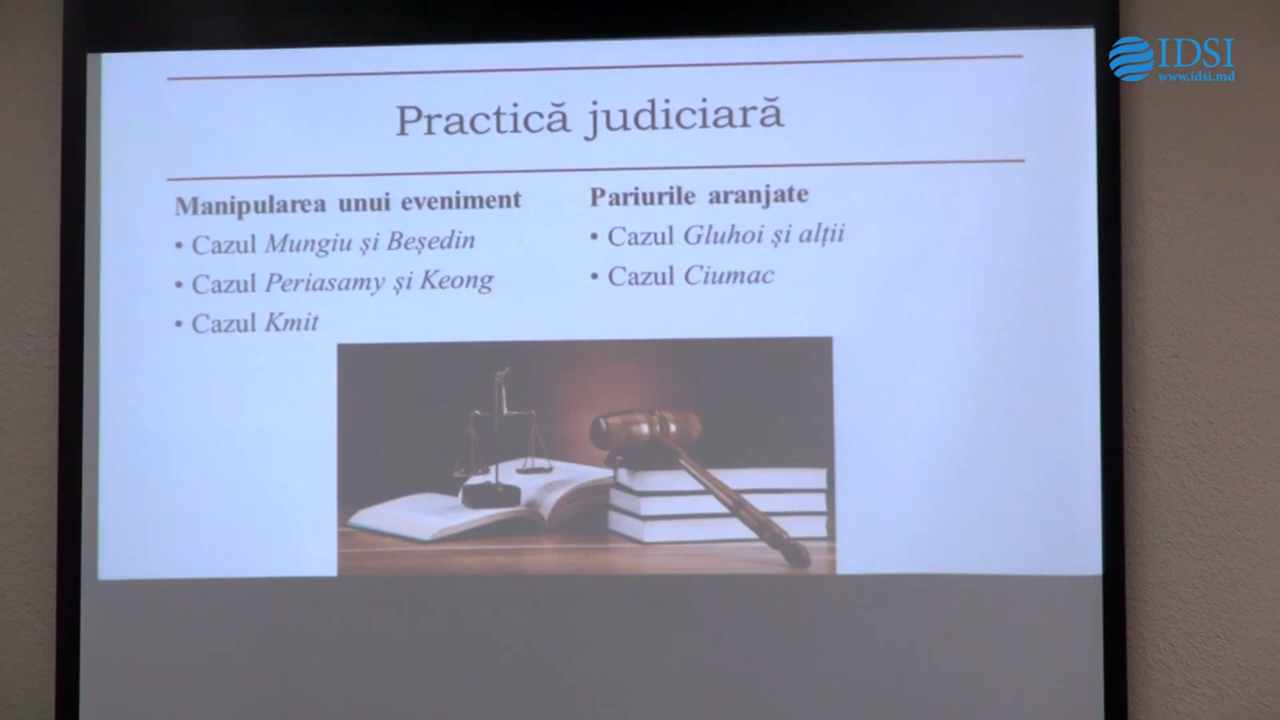 IDSI
www.idsi.md
Practică judiciară
Manipularea unui eveniment
• Cazul Mungiu și Beședin
• Cazul Periasamy și Keong
• Cazul Kmit
Pariurile aranjate
• Cazul Gluhoi și alții
• Cazul Ciumac